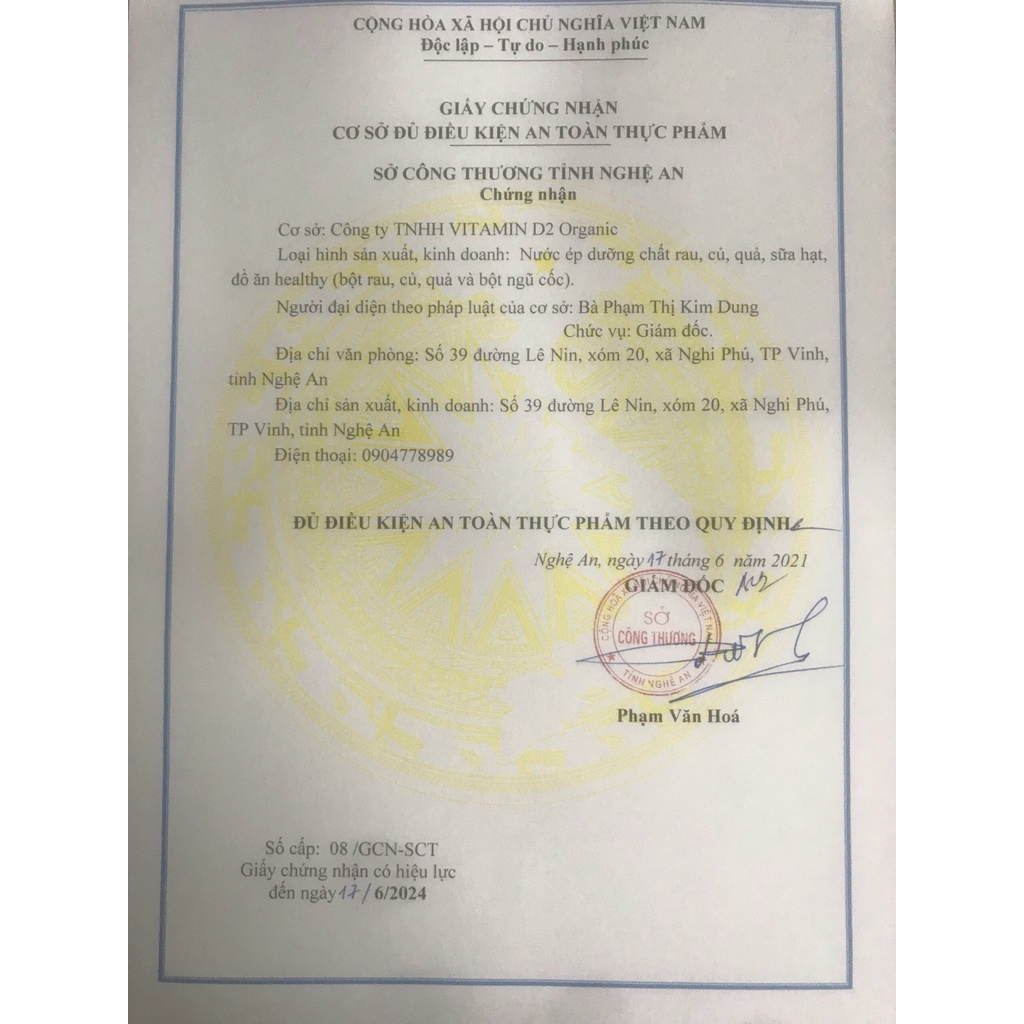 CỘNG HÒA XÃ HỘI CHỦ NGHĨA VIỆT NAM
Độc lập – Tự do – Hạnh phúc
GIẤY CHỨNG NHẬN
CƠ SỞ ĐỦ ĐIỀU KIỆN AN TOÀN THỰC PHẨM
SỞ CÔNG THƯƠNG TỈNH NGHỆ AN
Chứng nhận
Cơ sở: Công ty TNHH VITAMIN D2 Organic
Loại hình sản xuất, kinh doanh: Nước ép dưỡng chất rau, củ, quả, sữa hạt,
đồ ăn healthy (bột rau, củ, quả và bột ngũ cốc).
Người đại diện theo pháp luật của cơ sở: Bà Phạm Thị Kim Dung
Chức vụ: Giám đốc.
Địa chỉ văn phòng: Số 39 đường Lê Nin, xóm 20, xã Nghi Phú, TP Vinh,
tỉnh Nghệ An
Địa chỉ sản xuất, kinh doanh: Số 39 đường Lê Nin, xóm 20, xã Nghi Phú,
TP Vinh, tỉnh Nghệ An
Điện thoại: 0904778989
ĐỦ ĐIỀU KIỆN AN TOÀN THỰC PHẨM THEO QUY ĐỊNH
Nghệ An, ngày 17 tháng 6 năm 2021
GIÁM ĐỐC
SỞ
CÔNG THƯƠNG
TỈNH NGHỆ AN
Phạm Văn Hoá
Số cấp: 08 /GCN-SCT
Giấy chứng nhận có hiệu lực
đến ngày 17/ 6/2024